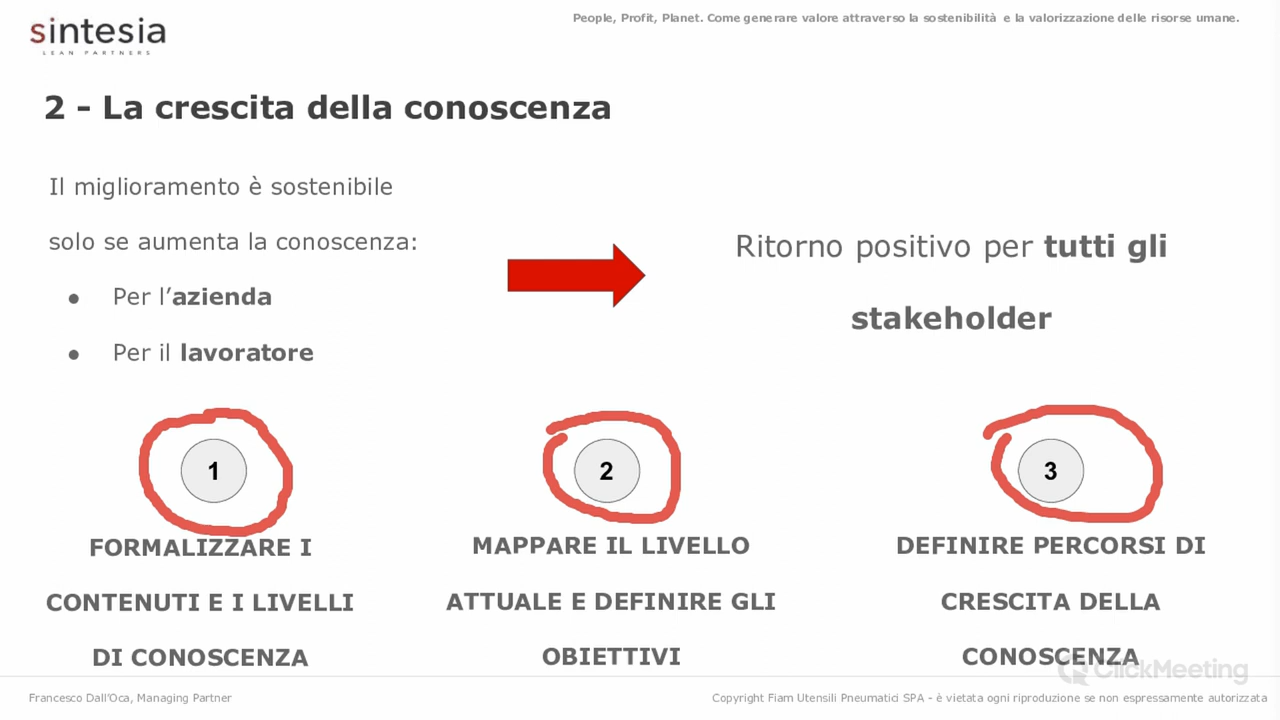 sintesia
LEAN PARTNERS
People, Profit, Planet. Come generare valore attraverso la sostenibilità e la valorizzazione delle risorse umane.
2 - La crescita della conoscenza
Il miglioramento è sostenibile
solo se aumenta la conoscenza:
● Per l’azienda
● Per il lavoratore
Ritorno positivo per tutti gli
stakeholder
1
FORMALIZZARE I
CONTENUTI E I LIVELLI
DI CONOSCENZA
2
MAPPARE IL LIVELLO
ATTUALE E DEFINIRE GLI
OBIETTIVI
3
DEFINIRE PERCORSI DI
CRESCITA DELLA
CONOSCENZA
ClickMeeting
Francesco Dall’Oca, Managing Partner
Copyright Fiam Utensili Pneumatici SPA - è vietata ogni riproduzione se non espressamente autorizzata